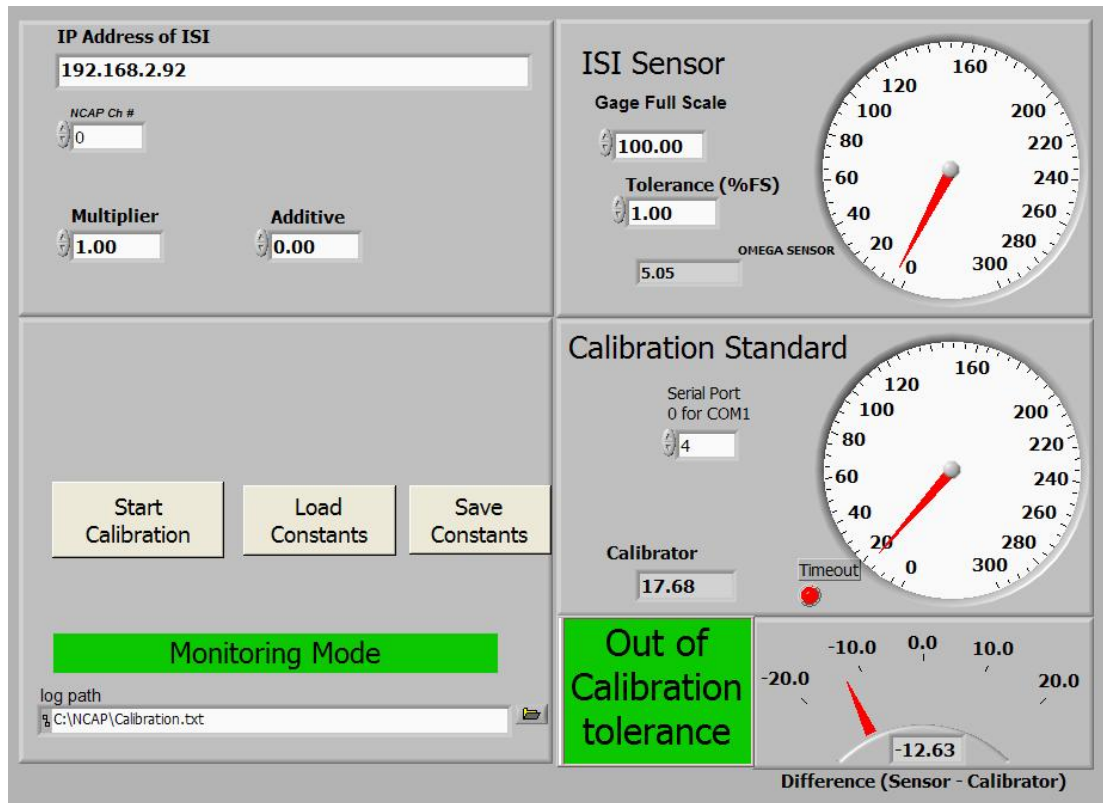 IP Address of ISI
192.168.2.92
NCAP Ch #
0
Multiplier
1.00
Additive
0.00
ISI Sensor
Gage Full Scale
100.00
Tolerance (%FS)
1.00
OMEGA SENSOR
5.05
0
20
40
60
80
100
120
160
200
220
240
260
280
300
Start
Calibration
Load
Constants
Save
Constants
Monitoring Mode
log path
C:\NCAP\Calibration.txt
Calibration Standard
Serial Port
0 for COM1
4
Calibrator
17.68
Timeout
0
20
40
60
80
100
120
160
200
220
240
260
280
300
Out of
Calibration
tolerance
-20.0
-10.0
0.0
10.0
20.0
-12.63
Difference (Sensor - Calibrator)